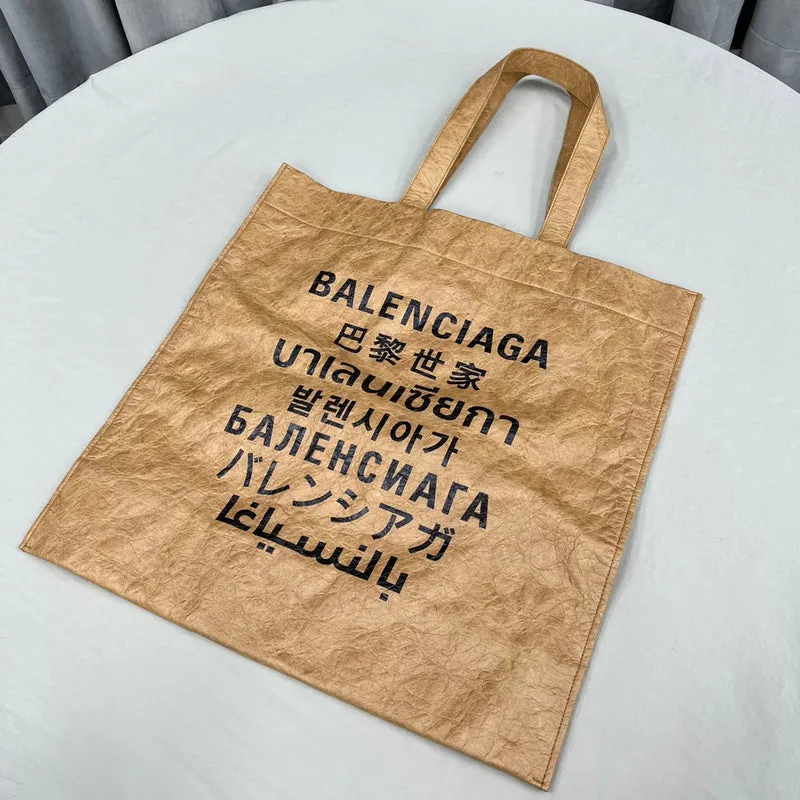 BALENCIAGA
巴黎世家
บาเลนเซียกา
발렌시아가
БАЛЕНСИАГА
バレンシアガ
بالنسياغا